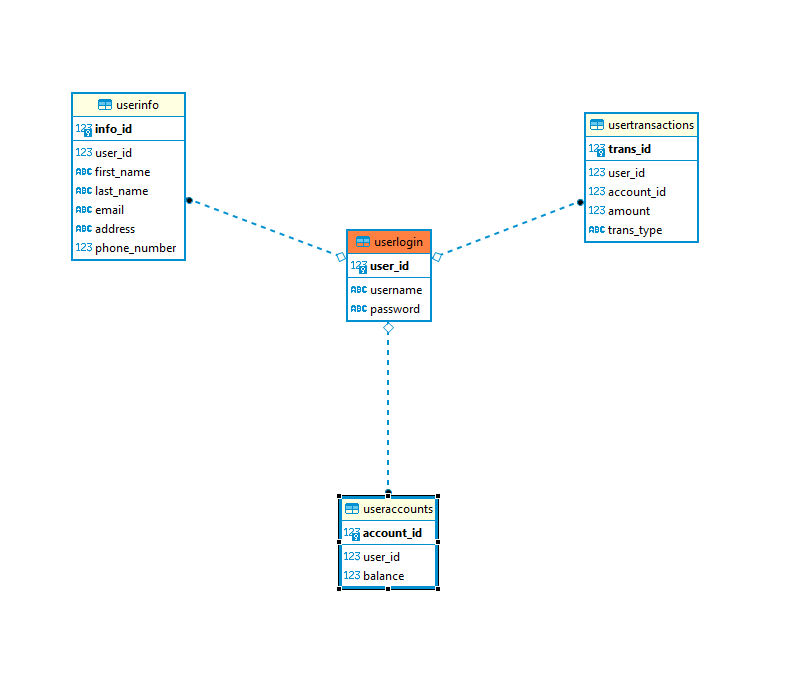 userinfo
123 info_id
123 user_id
ABC first_name
ABC last_name
ABC email
ABC address
123 phone_number
usertransactions
123 trans_id
123 user_id
123 account_id
123 amount
ABC trans_type
userlogin
123 user_id
ABC username
ABC password
useraccounts
123 account_id
123 user_id
123 balance